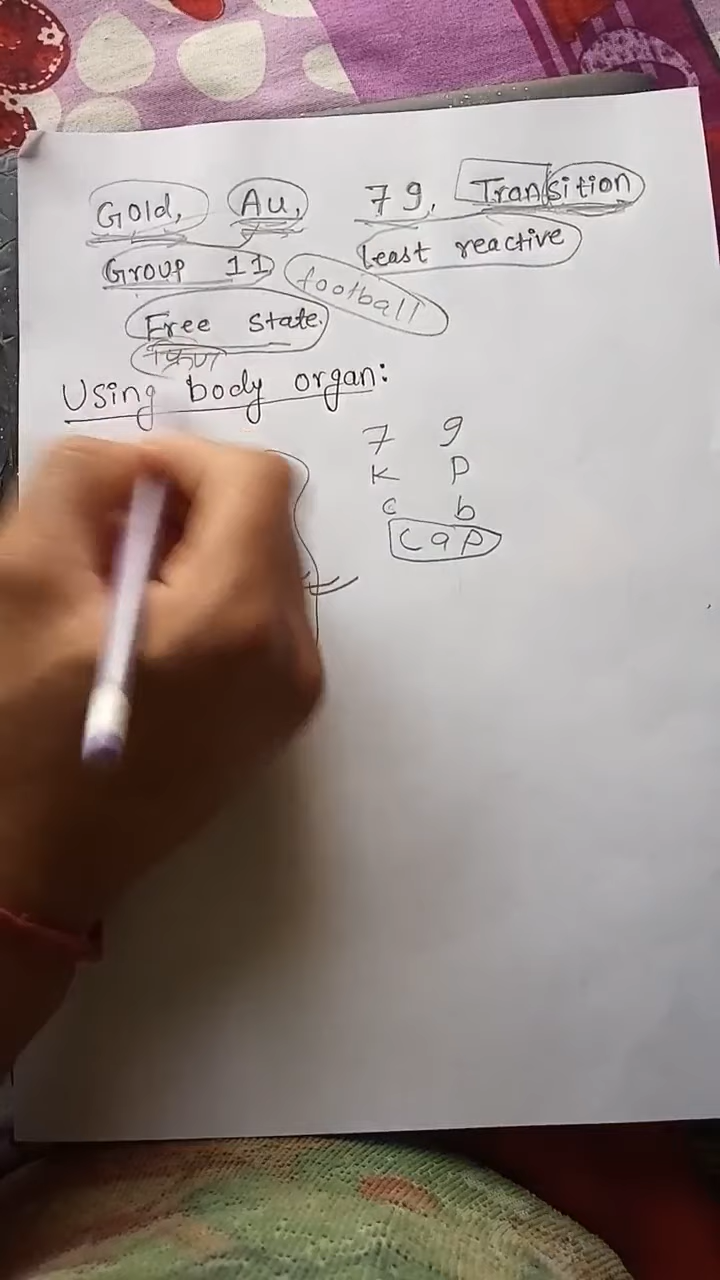 Gold, Au, 79, Transition
Group 11 Least reactive
football
Free state.
Using body organ:
7 9
K P
c b
Cap